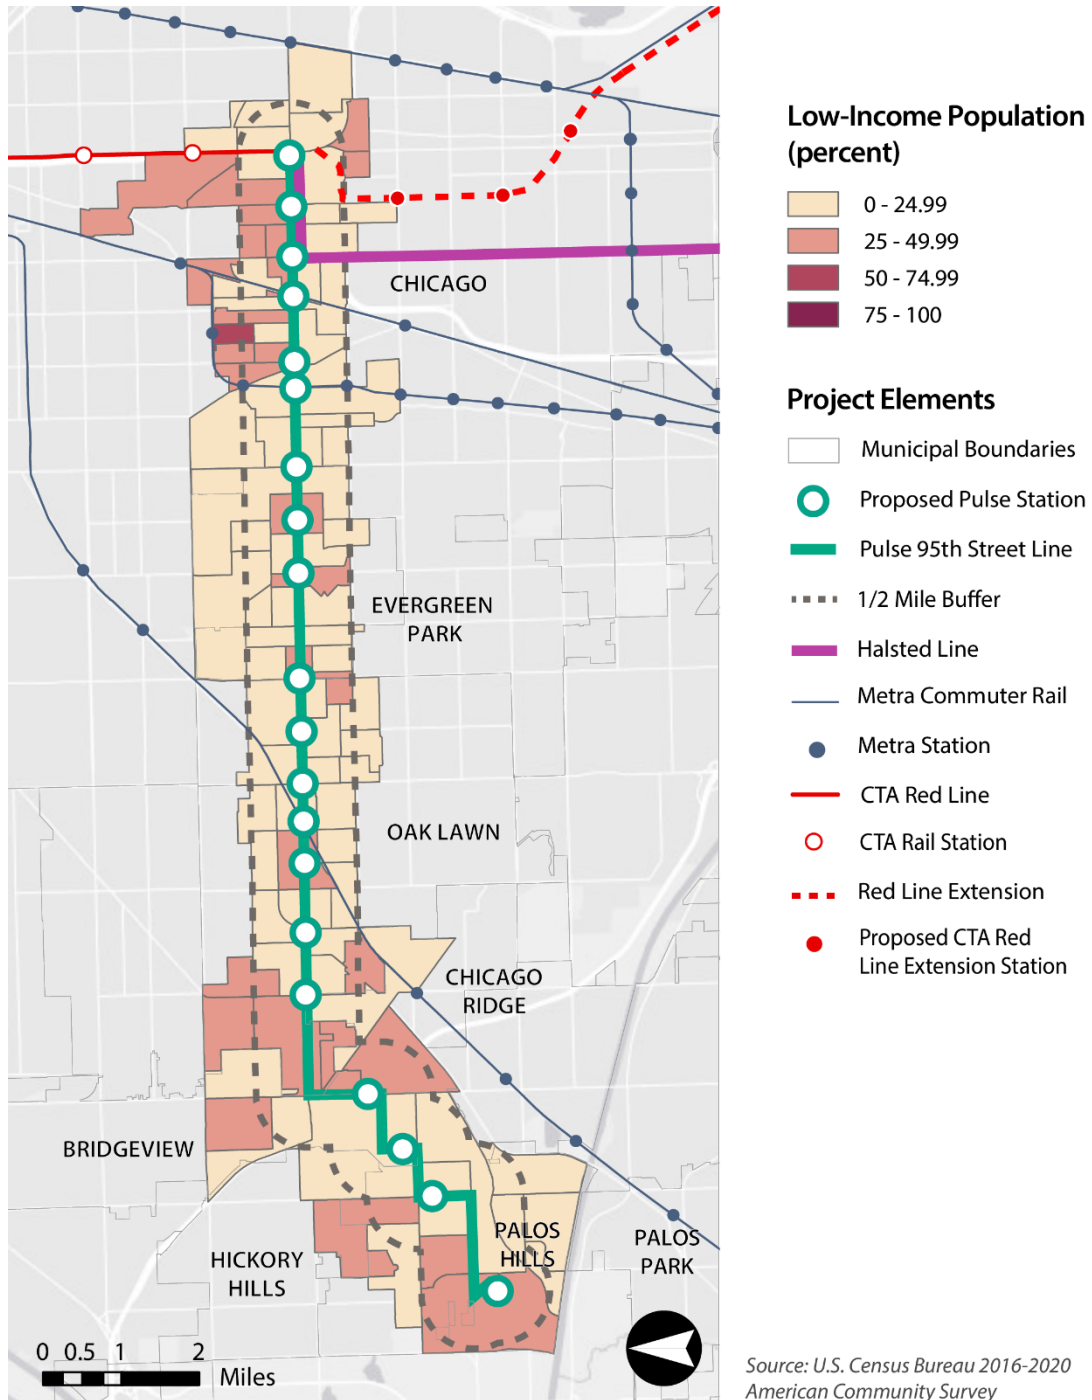 CHICAGO
EVERGREEN
PARK
OAK LAWN
CHICAGO
RIDGE
BRIDGEVIEW
HICKORY
HILLS
PALOS
HILLS
PALOS
PARK
0 0.5 1 2
Miles
Low-Income Population
(percent)
0 - 24.99
25 - 49.99
50 - 74.99
75 - 100
Project Elements
Municipal Boundaries
Proposed Pulse Station
Pulse 95th Street Line
1/2 Mile Buffer
Halsted Line
Metra Commuter Rail
Metra Station
CTA Red Line
CTA Rail Station
Red Line Extension
Proposed CTA Red
Line Extension Station
Source: U.S. Census Bureau 2016-2020
American Community Survey